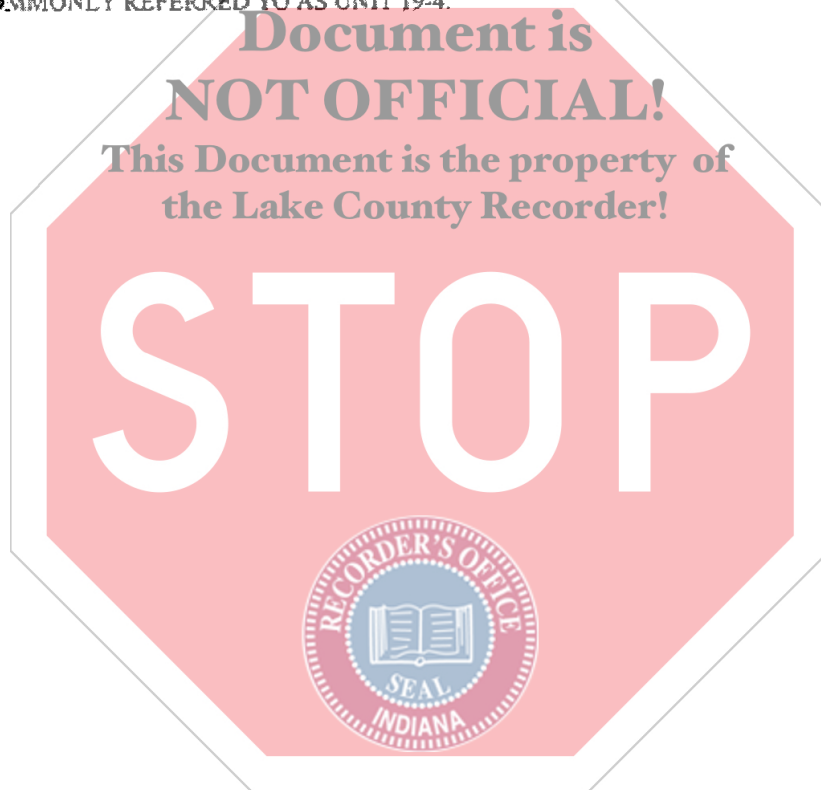 COMMONLY REFERRED TO AS UNIT 19-4.
Document is
NOT OFFICIAL!
This Document is the property of
the Lake County Recorder!
STOP
RECORDER'S OFFICE
SEAL
INDIANA